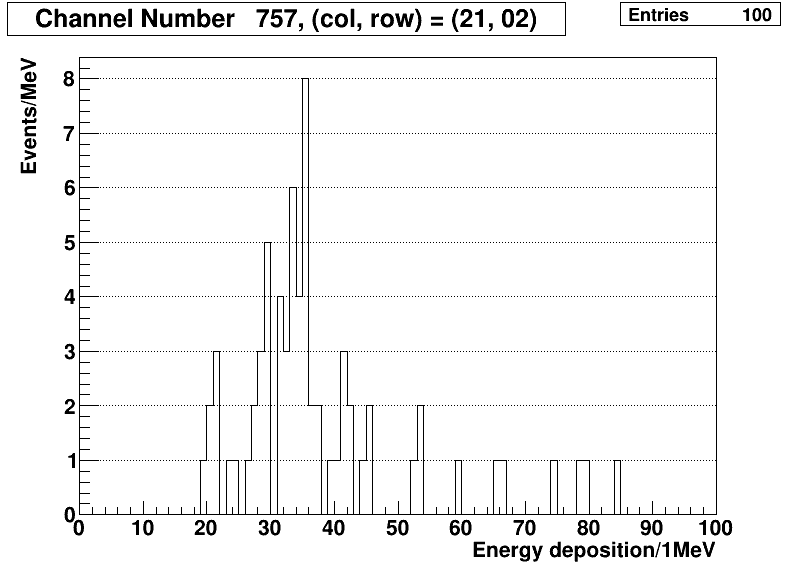 Channel Number 757, (col, row) = (21, 02)
Entries 100
Events/MeV
8
7
6
5
4
3
2
1
0
0 10 20 30 40 50 60 70 80 90 100
Energy deposition/1MeV